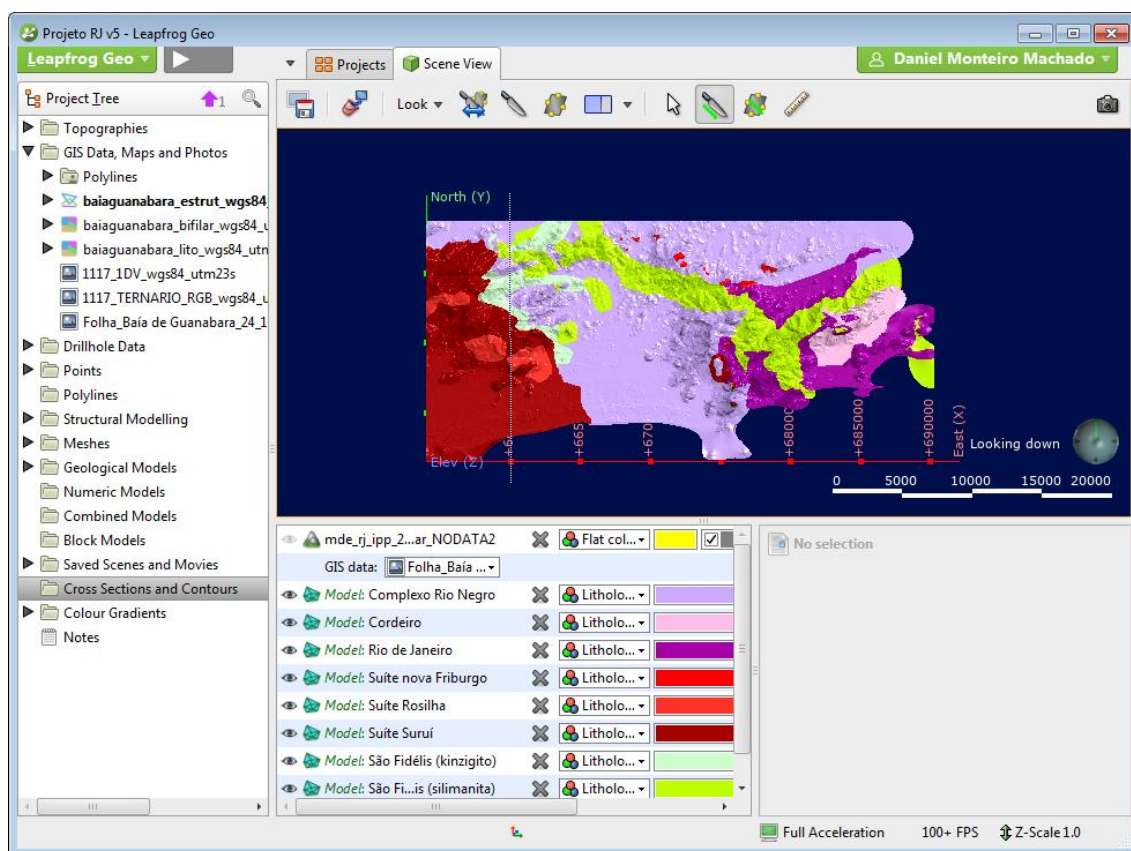 Projeto RJ v5 - Leapfrog Geo
Leapfrog Geo
Projects
Scene View
Daniel Monteiro Machado
Project Tree
1
Look
Topographies
GIS Data, Maps and Photos
Polylines
baiaguanabara_estrut_wgs84_
baiaguanabara_bifilar_wgs84_u
baiaguanabara_lito_wgs84_utn
1117_1DV_wgs84_utm23s
1117_TERNARIO_RGB_wgs84_u
Folha_Baía de Guanabara_24_1
Drillhole Data
Points
Polylines
Structural Modelling
Meshes
Geological Models
Numeric Models
Combined Models
Block Models
Saved Scenes and Movies
Cross Sections and Contours
Colour Gradients
Notes
North (Y)
Elev (Z)
+665
+670
+68000
+685000
+690000
East (X)
Looking down
0 5000 10000 15000 20000
mde_rj_ipp_2...ar_NODATA2 Flat col...
GIS data: Folha_Baía ...
Model: Complexo Rio Negro Litholo...
Model: Cordeiro Litholo...
Model: Rio de Janeiro Litholo...
Model: Suíte nova Friburgo Litholo...
Model: Suíte Rosilha Litholo...
Model: Suíte Suruí Litholo...
Model: São Fidélis (kinzigito) Litholo...
Model: São Fi...is (silimanita) Litholo...
No selection
Full Acceleration 100+ FPS Z-Scale 1.0